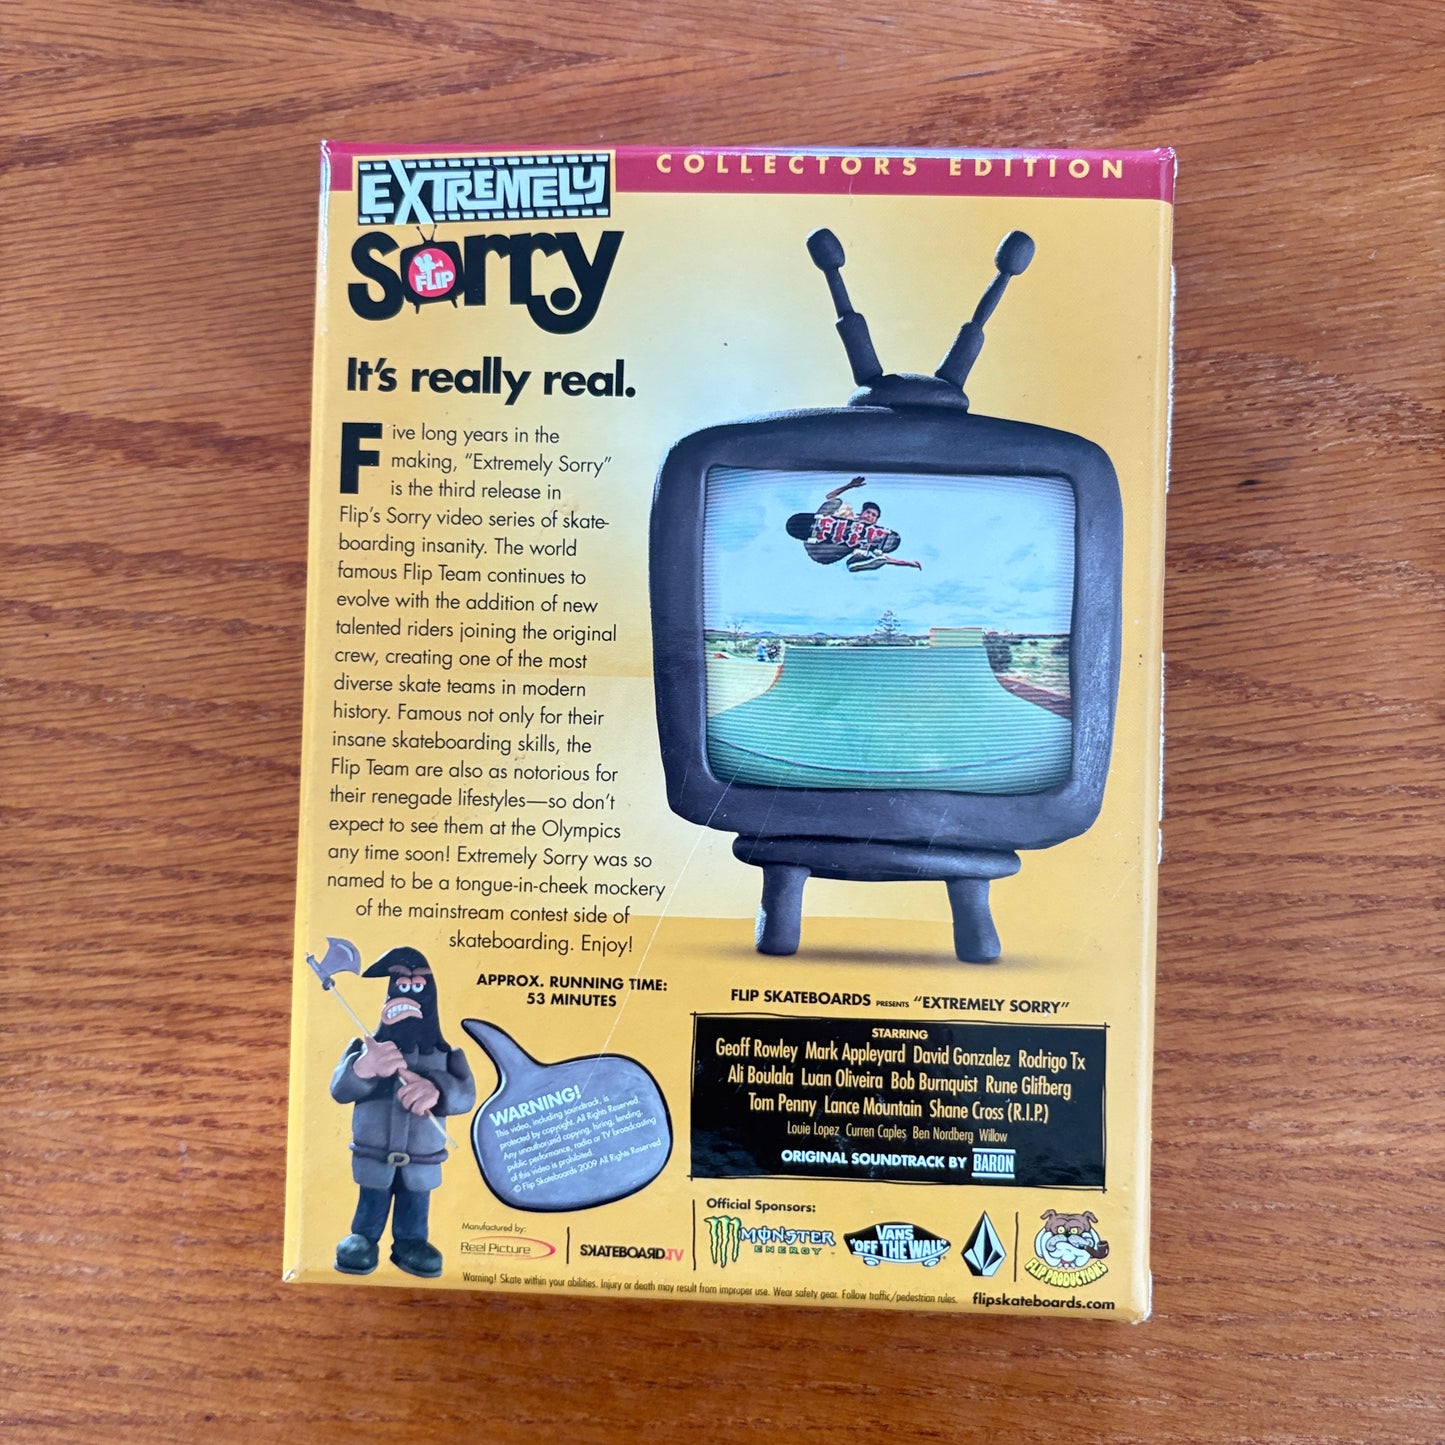 COLLECTORS EDITION
EXTREMELY
Sorry
FLIP
It's really real.
Five long years in the
making, "Extremely Sorry"
is the third release in
Flip's Sorry video series of skate-
boarding insanity. The world
famous Flip Team continues to
evolve with the addition of new
talented riders joining the original
crew, creating one of the most
diverse skate teams in modern
history. Famous not only for their
insane skateboarding skills, the
Flip Team are also as notorious for
their renegade lifestyles—so don't
expect to see them at the Olympics
any time soon! Extremely Sorry was so
named to be a tongue-in-cheek mockery
of the mainstream contest side of
skateboarding. Enjoy!
FLIP
APPROX. RUNNING TIME:
53 MINUTES
WARNING!
This video, including soundtrack, is
protected by copyright. All Rights Reserved.
Any unauthorized copying, hiring, lending,
public performance, radio or TV broadcasting
of this video is prohibited.
© Flip Skateboards 2009 All Rights Reserved
FLIP SKATEBOARDS PRESENTS "EXTREMELY SORRY"
STARRING
Geoff Rowley Mark Appleyard David Gonzalez Rodrigo Tx
Ali Boulala Luan Oliveira Bob Burnquist Rune Glifberg
Tom Penny Lance Mountain Shane Cross (R.I.P.)
Louie Lopez Curren Caples Ben Nordberg Willow
ORIGINAL SOUNDTRACK BY BARON
Manufactured by:
Reel Picture
SKATEBOARD.TV
Official Sponsors:
MONSTER
ENERGY
VANS
"OFF THE WALL"
FLIP PRODUCTIONS
Warning! Skate within your abilities. Injury or death may result from improper use. Wear safety gear. Follow traffic/pedestrian rules.
flipskateboards.com